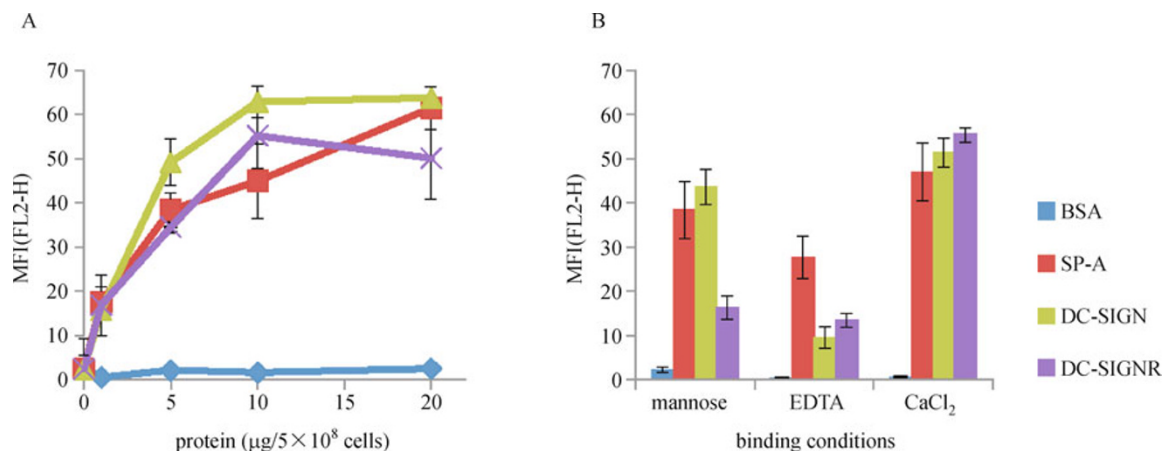 A
B
70
60
50
40
30
20
10
0
MFI(FL2-H)
0 5 10 15 20
protein (μg/5×10⁸ cells)
70
60
50
40
30
20
10
0
MFI(FL2-H)
mannose EDTA CaCl₂
binding conditions
BSA
SP-A
DC-SIGN
DC-SIGNR